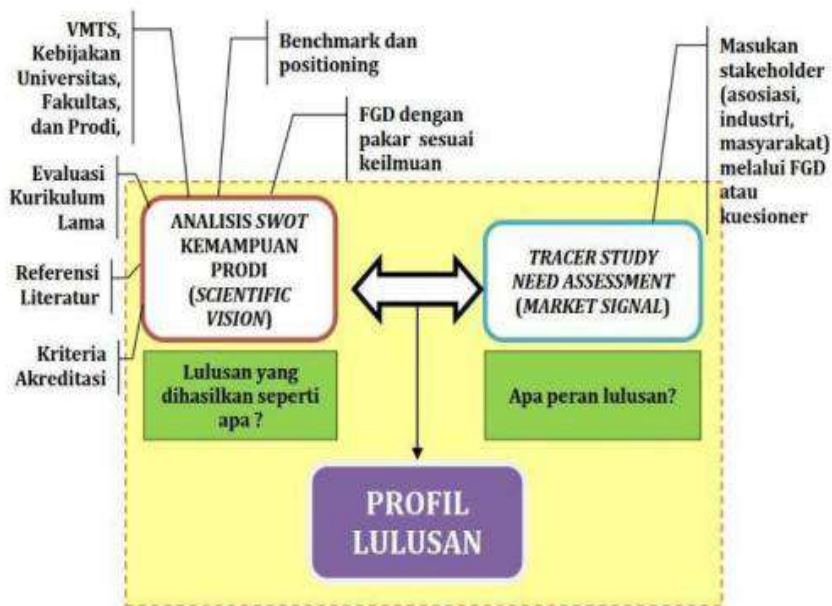 VMTS,
Kebijakan
Universitas,
Fakultas,
dan Prodi,
Benchmark dan
positioning
FGD dengan
pakar sesuai
keilmuan
Masukan
stakeholder
(asosiasi,
industri,
masyarakat)
melalui FGD
atau
kuesioner
Evaluasi
Kurikulum
Lama
Referensi
Literatur
Kriteria
Akreditasi
ANALISIS SWOT
KEMAMPUAN
PRODI
(SCIENTIFIC
VISION)
TRACER STUDY
NEED ASSESSMENT
(MARKET SIGNAL)
Lulusan yang
dihasilkan seperti
apa ?
Apa peran lulusan?
PROFIL
LULUSAN